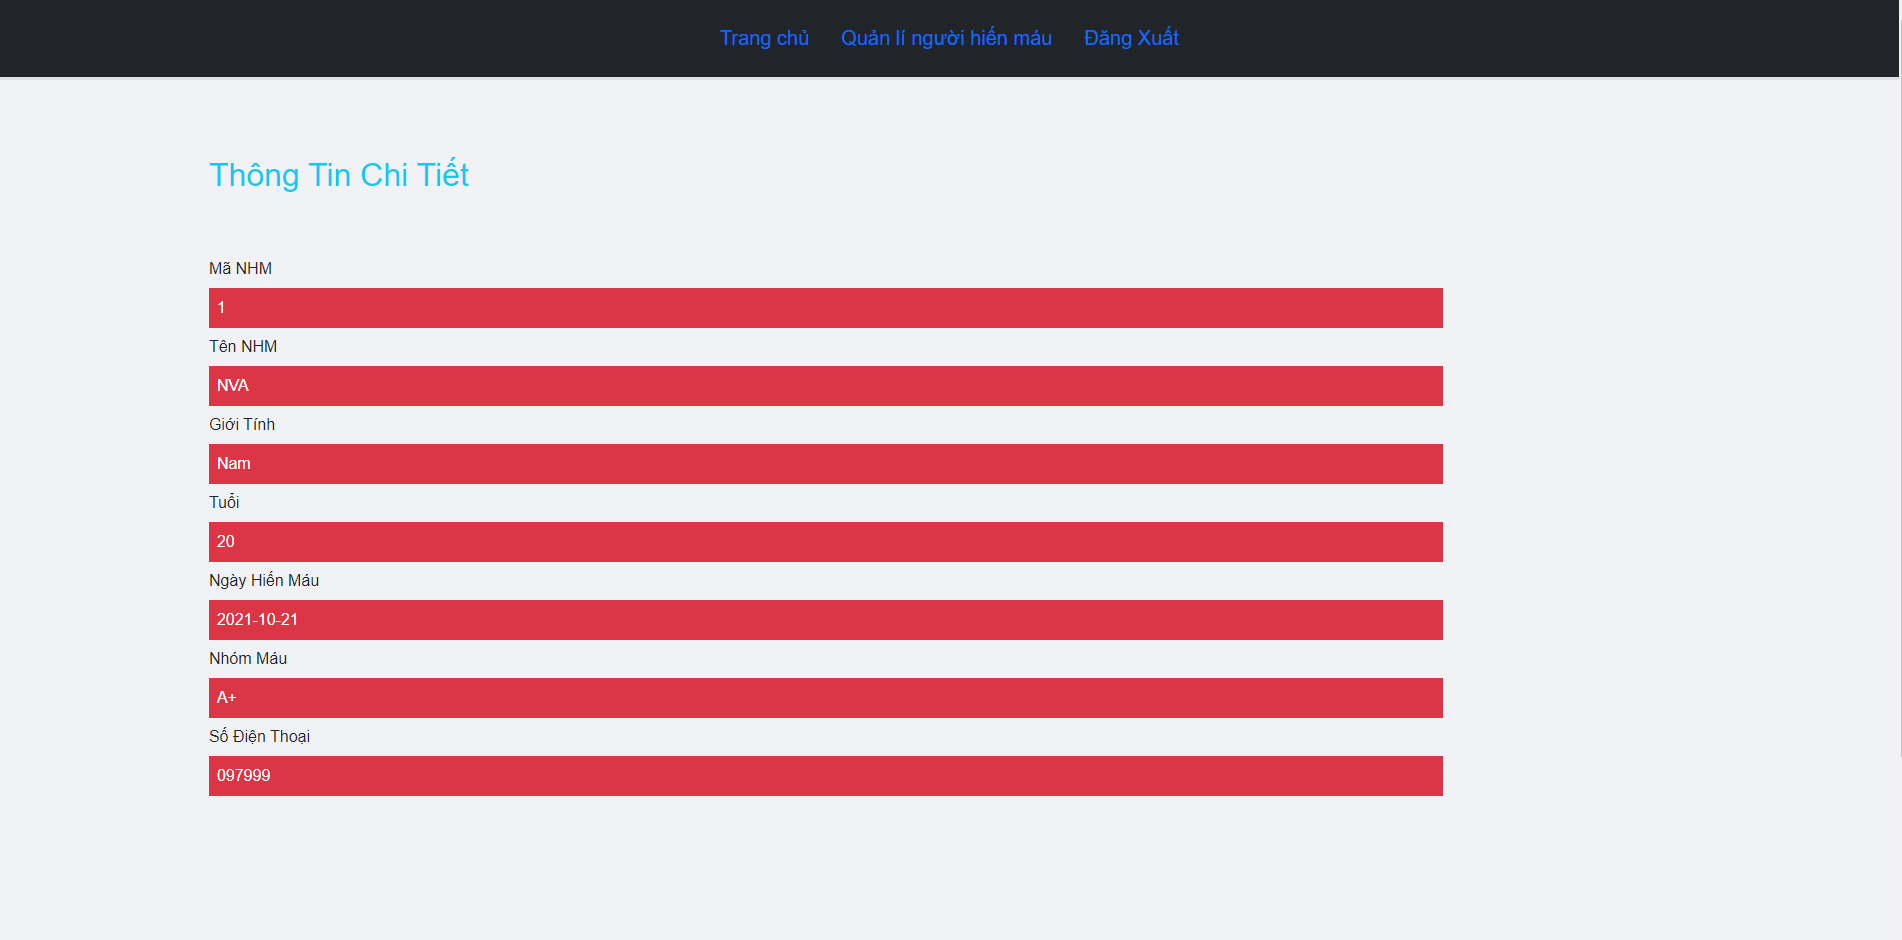 Trang chủ Quản lí người hiến máu Đăng Xuất
Thông Tin Chi Tiết
Mã NHM
1
Tên NHM
NVA
Giới Tính
Nam
Tuổi
20
Ngày Hiến Máu
2021-10-21
Nhóm Máu
A+
Số Điện Thoại
097999